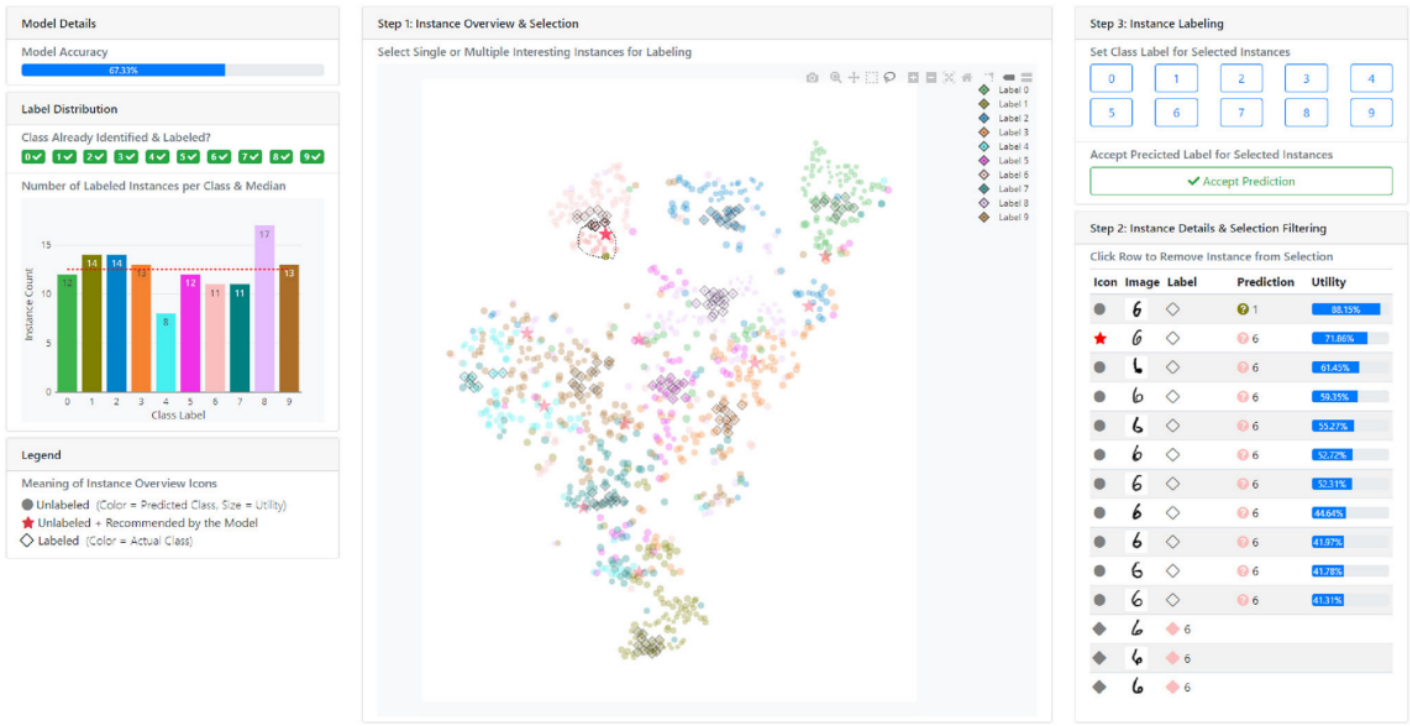 Model Details
Model Accuracy
67.33%
Label Distribution
Class Already Identified & Labeled?
0✔ 1✔ 2✔ 3✔ 4✔ 5✔ 6✔ 7✔ 8✔ 9✔
Number of Labeled Instances per Class & Median
Instance Count
15
10
5
0
12 14 14 13 8 12 11 11 17 13
0 1 2 3 4 5 6 7 8 9
Class Label
Legend
Meaning of Instance Overview Icons
Unlabeled (Color = Predicted Class, Size = Utility)
Unlabeled + Recommended by the Model
Labeled (Color = Actual Class)
Step 1: Instance Overview & Selection
Select Single or Multiple Interesting Instances for Labeling
Label 0
Label 1
Label 2
Label 3
Label 4
Label 5
Label 6
Label 7
Label 8
Label 9
Step 3: Instance Labeling
Set Class Label for Selected Instances
0 1 2 3 4
5 6 7 8 9
Accept Precicted Label for Selected Instances
✔ Accept Prediction
Step 2: Instance Details & Selection Filtering
Click Row to Remove Instance from Selection
Icon Image Label Prediction Utility
6 ? 1 88.15%
6 ? 6 71.86%
6 ? 6 61.45%
6 ? 6 59.35%
6 ? 6 55.27%
6 ? 6 52.72%
6 ? 6 52.31%
6 ? 6 44.64%
6 ? 6 41.97%
6 ? 6 41.78%
6 ? 6 41.31%
6 6
6 6
6 6